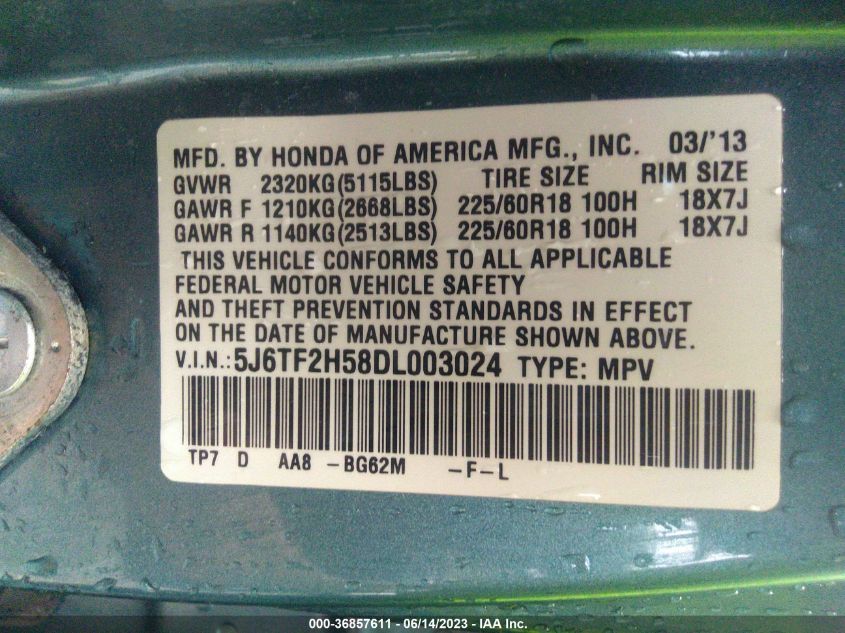 MFD. BY HONDA OF AMERICA MFG., INC. 03/'13
GVWR 2320KG(5115LBS) TIRE SIZE RIM SIZE
GAWR F 1210KG(2668LBS) 225/60R18 100H 18X7J
GAWR R 1140KG(2513LBS) 225/60R18 100H 18X7J
THIS VEHICLE CONFORMS TO ALL APPLICABLE
FEDERAL MOTOR VEHICLE SAFETY
AND THEFT PREVENTION STANDARDS IN EFFECT
ON THE DATE OF MANUFACTURE SHOWN ABOVE.
V.I.N.:5J6TF2H58DL003024 TYPE: MPV
TP7 D AA8 -BG62M -F-L
000-36857611 - 06/14/2023 - IAA Inc.